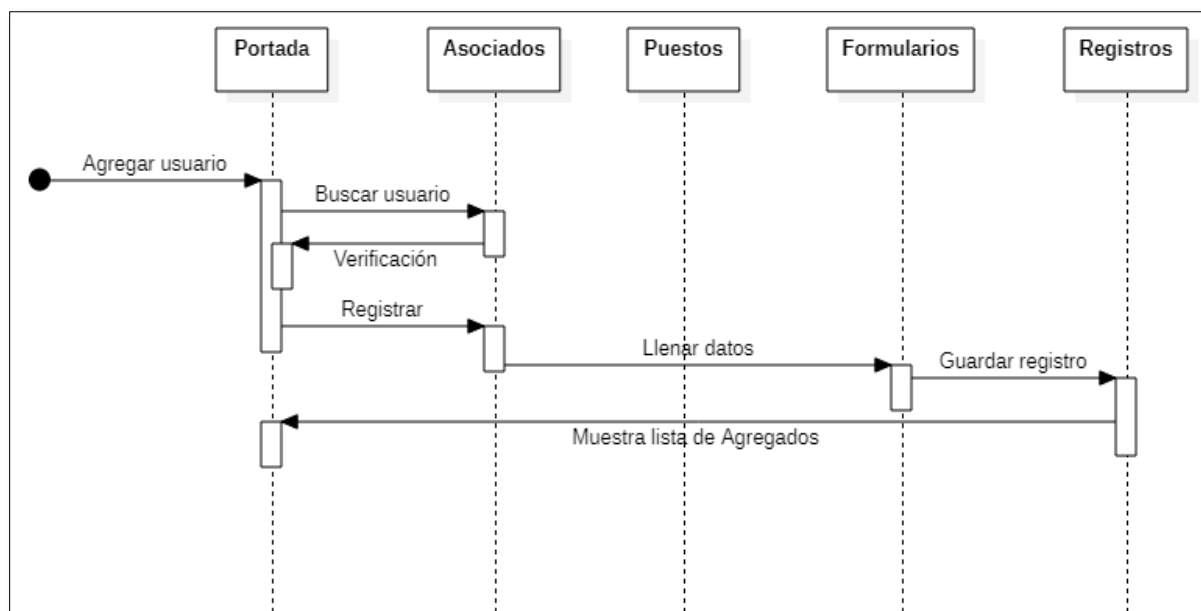 Portada
Asociados
Puestos
Formularios
Registros
Agregar usuario
Buscar usuario
Verificación
Registrar
Llenar datos
Guardar registro
Muestra lista de Agregados